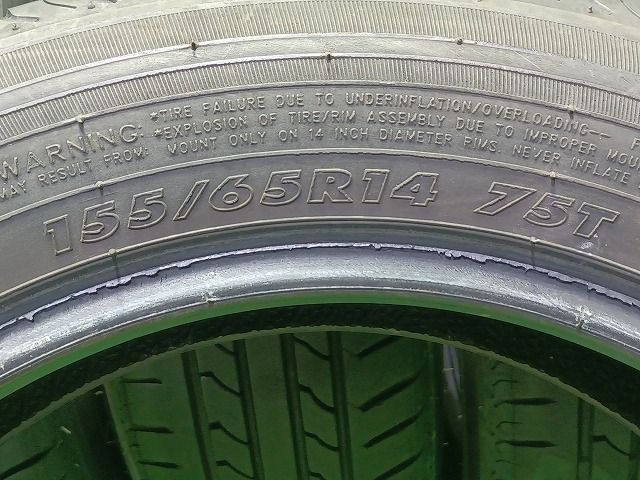 WARNING: *TIRE FAILURE DUE TO UNDERINFLATION/OVERLOADING-- F
MAY RESULT FROM: *EXPLOSION OF TIRE/RIM ASSEMBLY DUE TO IMPROPER MOU
MOUNT ONLY ON 14 INCH DIAMETER RIMS. NEVER INFLATE
155/65R14 75T